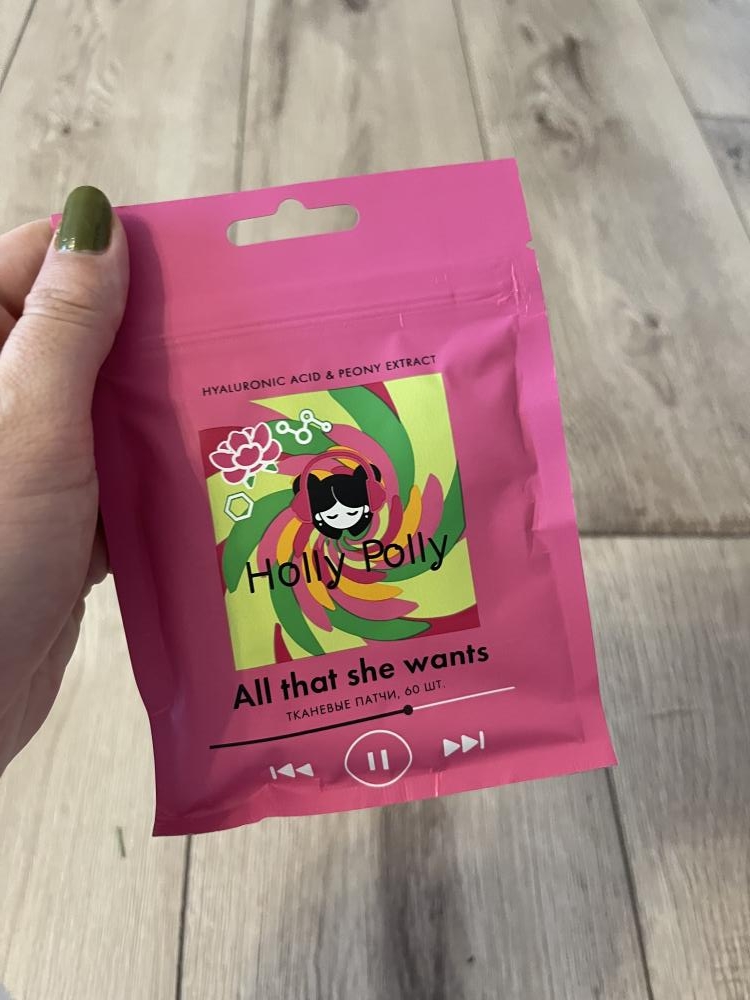 HYALURONIC ACID & PEONY EXTRACT
Holly Polly
All that she wants
ТКАНЕВЫЕ ПАТЧИ, 60 ШТ.